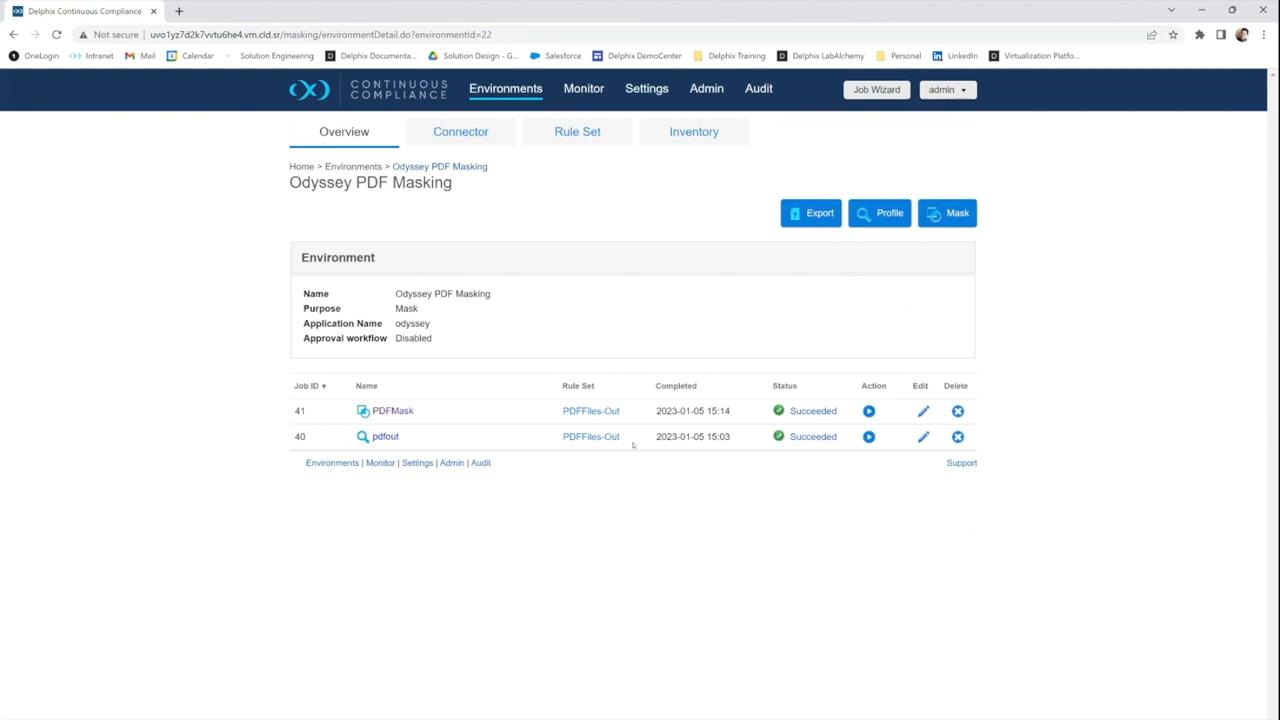 Delphix Continuous Compliance
Not secure uvo1yz7d2k7vvtu6he4.vm.cld.sr/masking/environmentDetail.do?environmentId=22
OneLogin Intranet Mail Calendar Solution Engineering Delphix Documenta... Solution Design - G... Salesforce Delphix DemoCenter Delphix Training Delphix LabAlchemy Personal LinkedIn Virtualization Platfo...
CONTINUOUS COMPLIANCE Environments Monitor Settings Admin Audit Job Wizard admin
Overview Connector Rule Set Inventory
Home > Environments > Odyssey PDF Masking
Odyssey PDF Masking
Export Profile Mask
Environment
Name Odyssey PDF Masking
Purpose Mask
Application Name odyssey
Approval workflow Disabled
Job ID Name Rule Set Completed Status Action Edit Delete
41 PDFMask PDFFiles-Out 2023-01-05 15:14 Succeeded
40 pdfout PDFFiles-Out 2023-01-05 15:03 Succeeded
Environments | Monitor | Settings | Admin | Audit Support